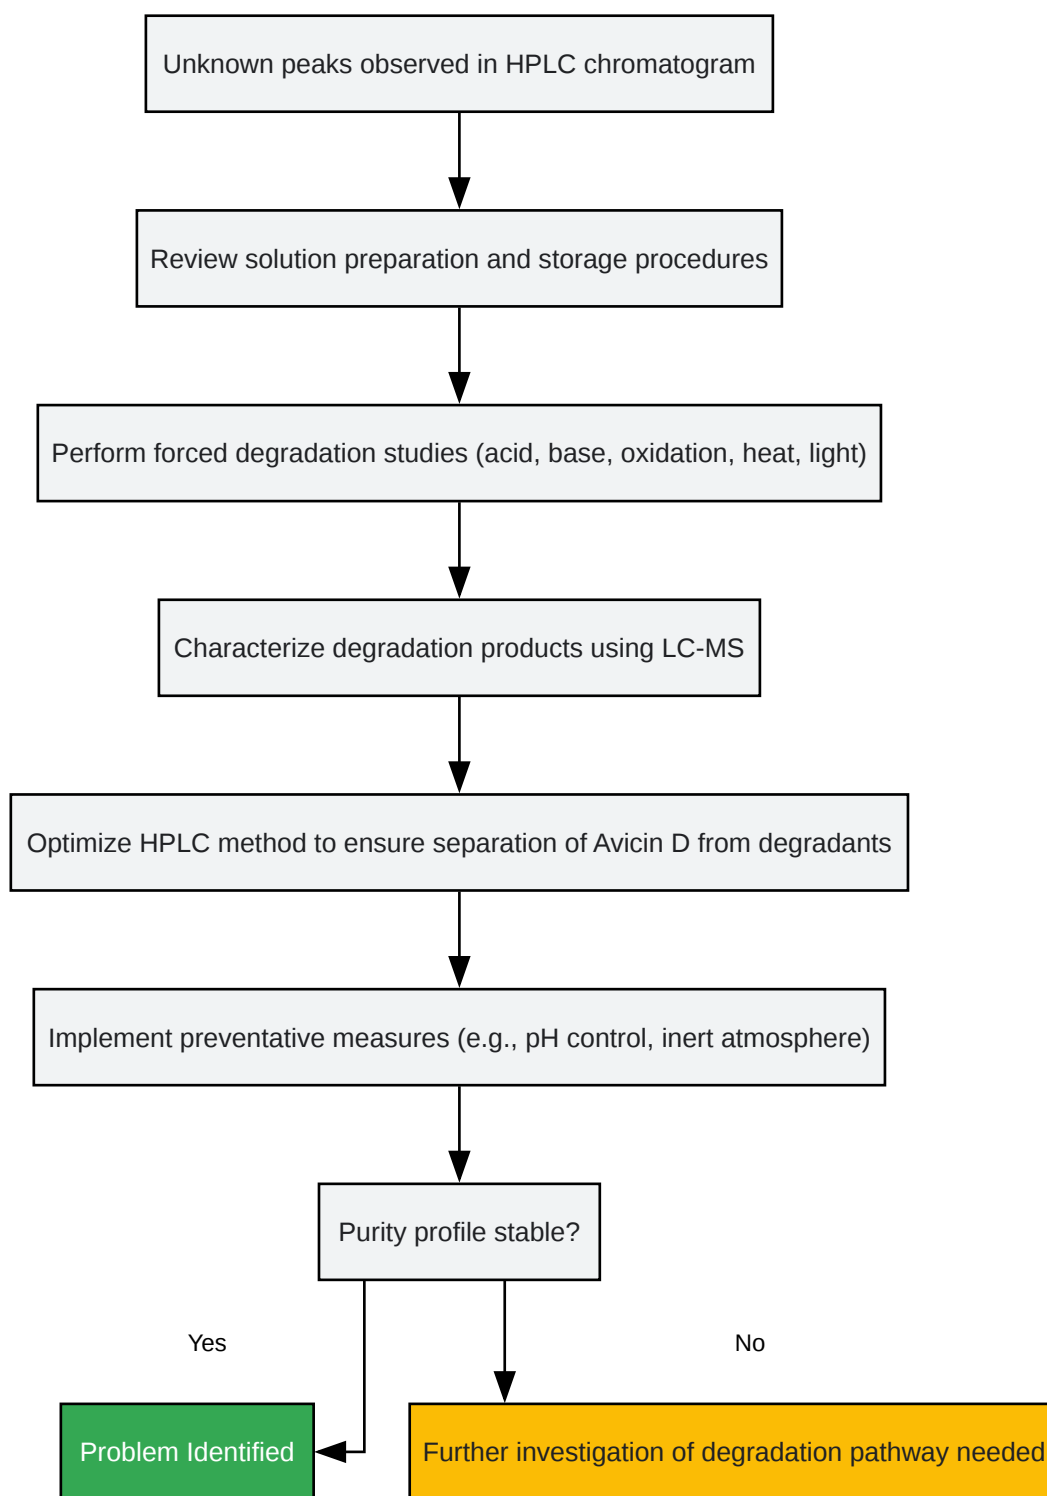 Unknown peaks observed in HPLC chromatogram
Review solution preparation and storage procedures
Perform forced degradation studies (acid, base, oxidation, heat, light)
Characterize degradation products using LC-MS
Optimize HPLC method to ensure separation of Avicin D from degradants
Implement preventative measures (e.g., pH control, inert atmosphere)
Purity profile stable?
Yes
No
Problem Identified
Further investigation of degradation pathway needed